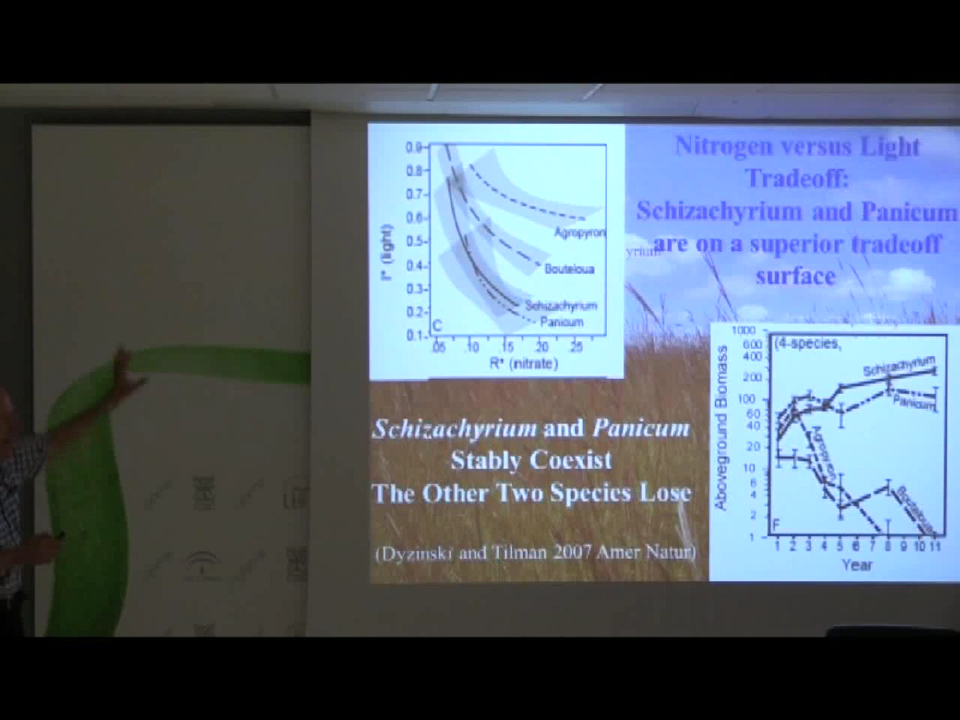 Nitrogen versus Light
Tradeoff:
Schizachyrium and Panicum
are on a superior tradeoff
surface
0.9
0.8
0.7
0.6
0.5
0.4
0.3
0.2
0.1
I* (light)
Agropyron
Bouteloua
Schizachyrium
Panicum
C
.05 .10 .15 .20 .25
R* (nitrate)
Schizachyrium and Panicum
Stably Coexist
The Other Two Species Lose
(Dyzinski and Tilman 2007 Amer Natur)
(4-species,
1000
600
400
200
100
60
40
20
10
6
4
2
1
Aboveground Biomass
Schizachyrium
Panicum
Agropyron
Bouteloua
F
1 2 3 4 5 6 7 8 9 10 11
Year